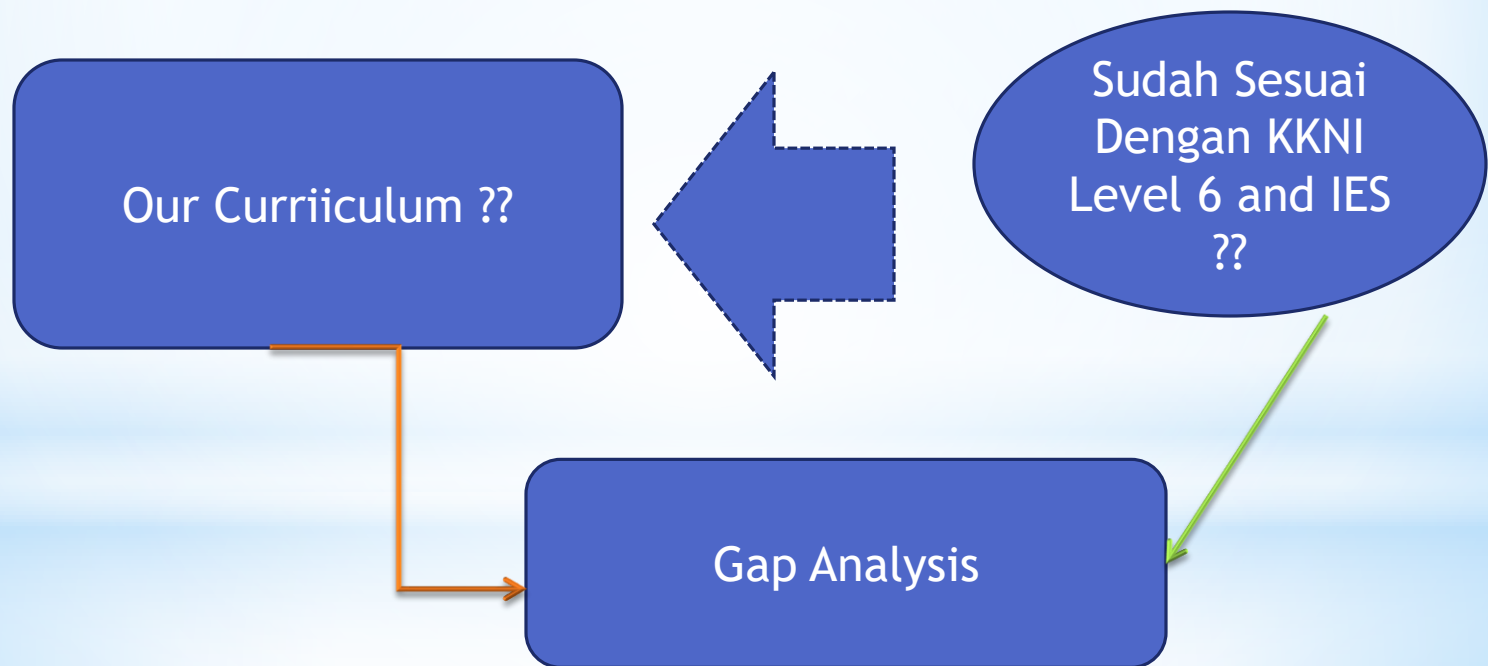 Our Curriiculum ??
Sudah Sesuai
Dengan KKNI
Level 6 and IES
??
Gap Analysis